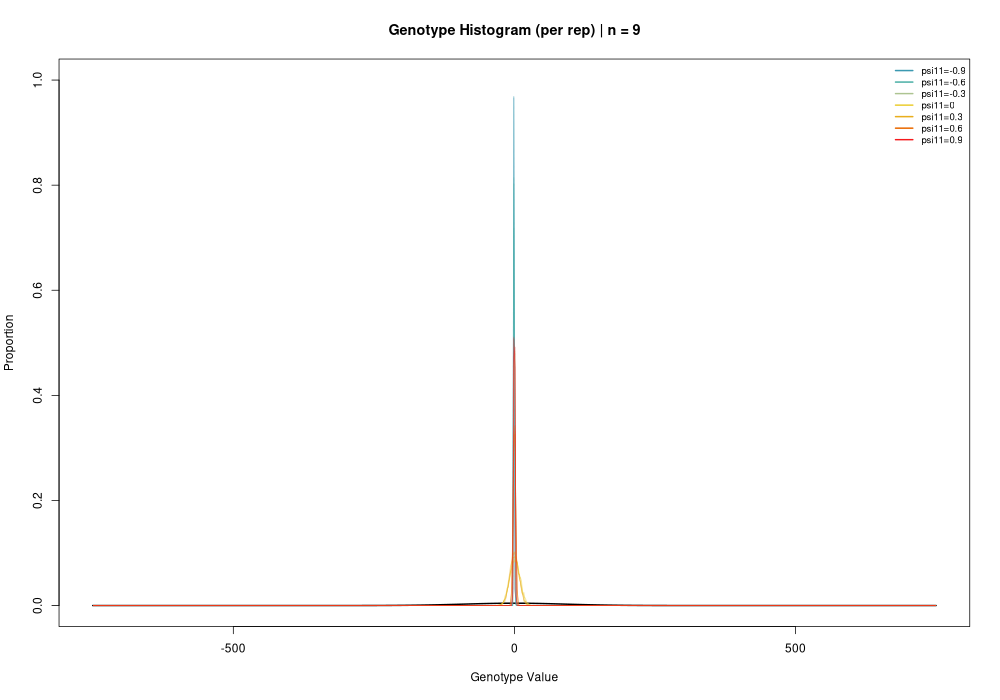 Genotype Histogram (per rep) | n = 9
psi11=-0.9
psi11=-0.6
psi11=-0.3
psi11=0
psi11=0.3
psi11=0.6
psi11=0.9
1.0
0.8
0.6
0.4
0.2
0.0
Proportion
-500
0
500
Genotype Value